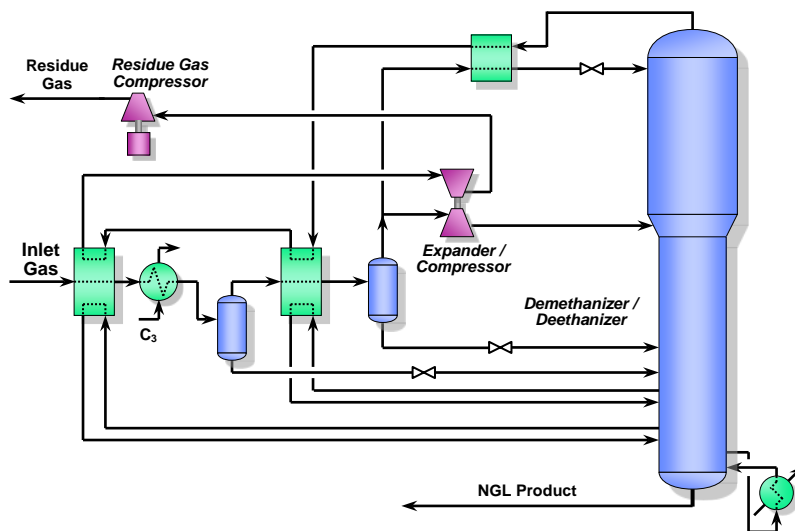 Residue Gas
Compressor
Residue
Gas
Inlet
Gas
Expander /
Compressor
C₃
Demethanizer /
Deethanizer
NGL Product